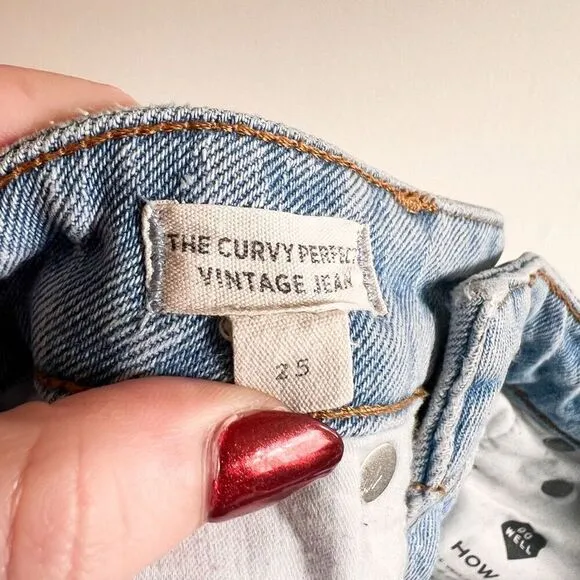 THE CURVY PERFECT
VINTAGE JEAN
25
DO
WELL
HOW